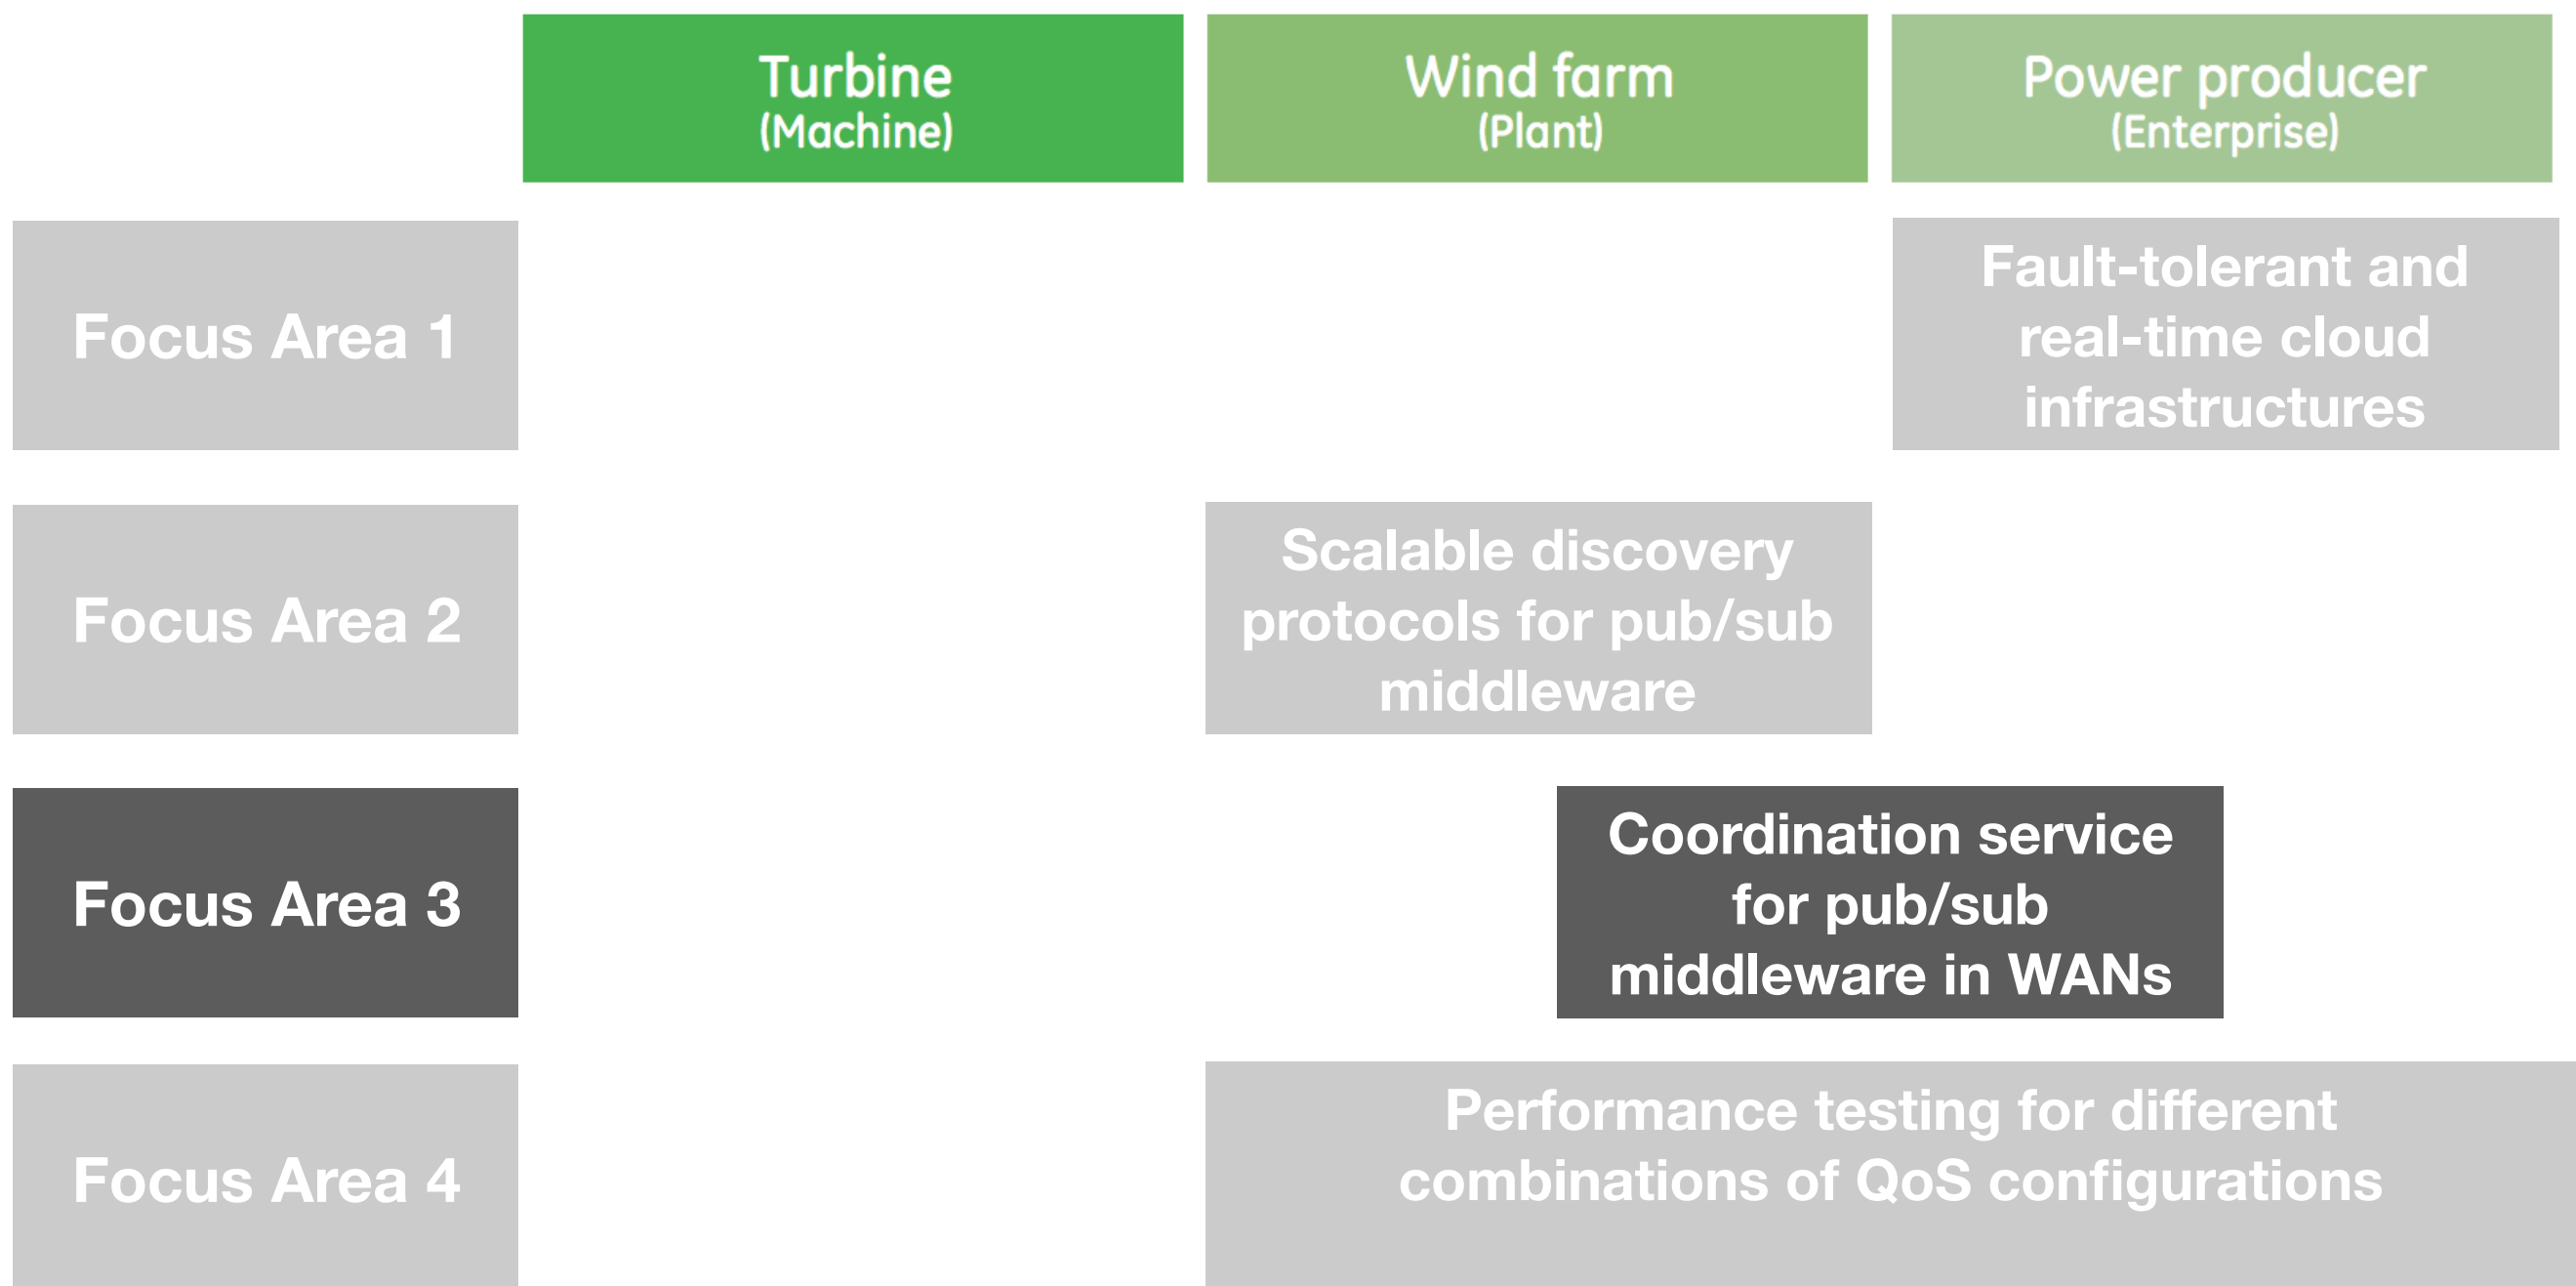 Turbine
(Machine)
Wind farm
(Plant)
Power producer
(Enterprise)
Focus Area 1
Fault-tolerant and
real-time cloud
infrastructures
Focus Area 2
Scalable discovery
protocols for pub/sub
middleware
Focus Area 3
Coordination service
for pub/sub
middleware in WANs
Focus Area 4
Performance testing for different
combinations of QoS configurations